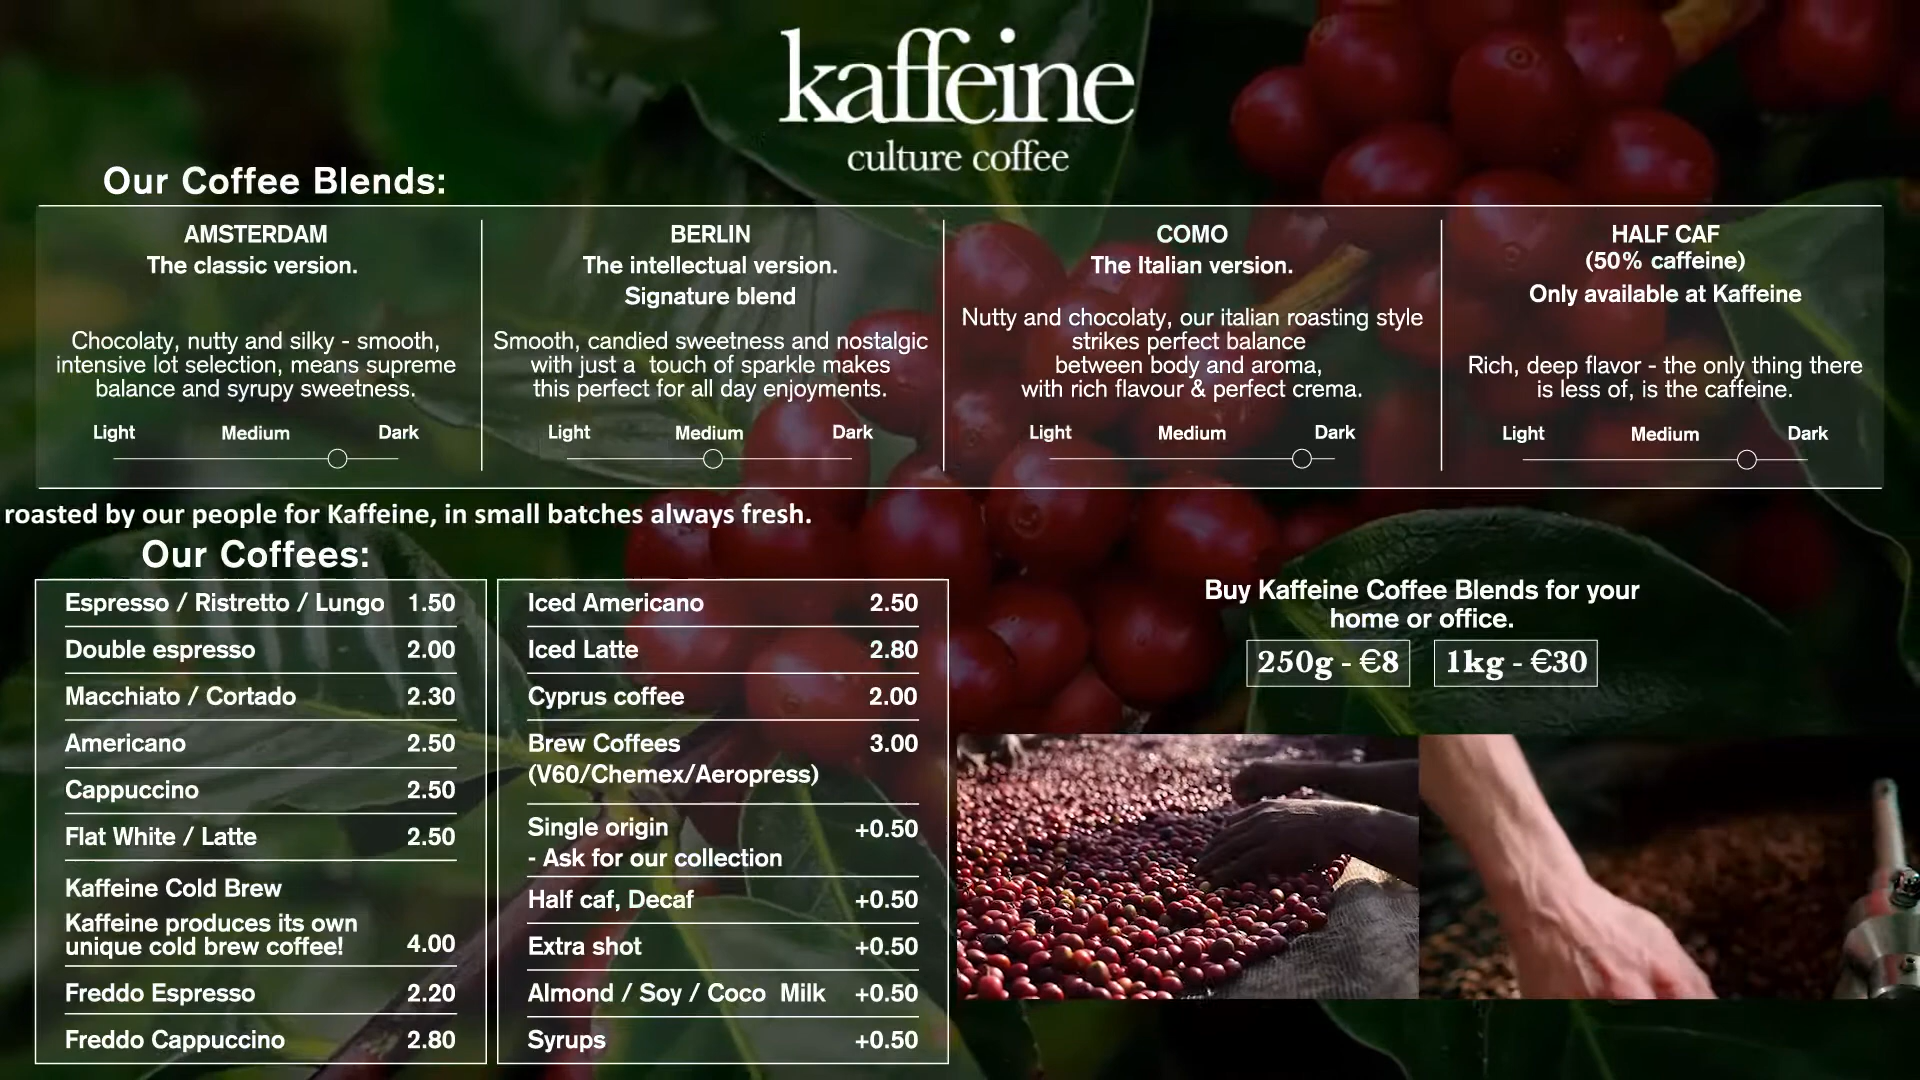 kaffeine
culture coffee
Our Coffee Blends:
AMSTERDAM
The classic version.
Chocolaty, nutty and silky - smooth,
intensive lot selection, means supreme
balance and syrupy sweetness.
Light Medium Dark
BERLIN
The intellectual version.
Signature blend
Smooth, candied sweetness and nostalgic
with just a touch of sparkle makes
this perfect for all day enjoyments.
Light Medium Dark
COMO
The Italian version.
Nutty and chocolaty, our italian roasting style
strikes perfect balance
between body and aroma,
with rich flavour & perfect crema.
Light Medium Dark
HALF CAF
(50% caffeine)
Only available at Kaffeine
Rich, deep flavor - the only thing there
is less of, is the caffeine.
Light Medium Dark
roasted by our people for Kaffeine, in small batches always fresh.
Our Coffees:
Espresso / Ristretto / Lungo 1.50
Double espresso 2.00
Macchiato / Cortado 2.30
Americano 2.50
Cappuccino 2.50
Flat White / Latte 2.50
Kaffeine Cold Brew
Kaffeine produces its own
unique cold brew coffee! 4.00
Freddo Espresso 2.20
Freddo Cappuccino 2.80
Iced Americano 2.50
Iced Latte 2.80
Cyprus coffee 2.00
Brew Coffees 3.00
(V60/Chemex/Aeropress)
Single origin +0.50
- Ask for our collection
Half caf, Decaf +0.50
Extra shot +0.50
Almond / Soy / Coco Milk +0.50
Syrups +0.50
Buy Kaffeine Coffee Blends for your
home or office.
250g - €8 1kg - €30